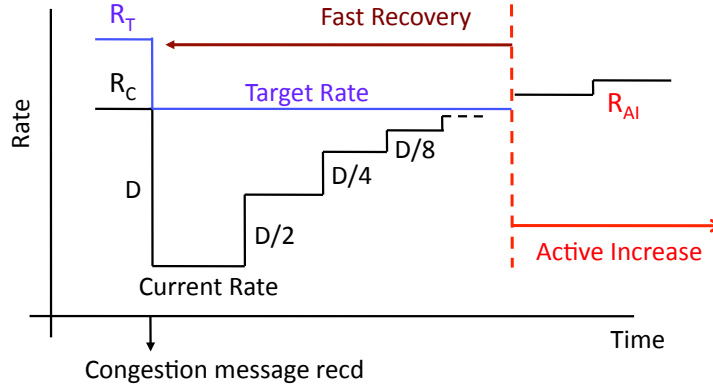 R_T
Fast Recovery
R_C
Target Rate
R_AI
Rate
D
D/8
D/4
D/2
Active Increase
Current Rate
Time
Congestion message recd